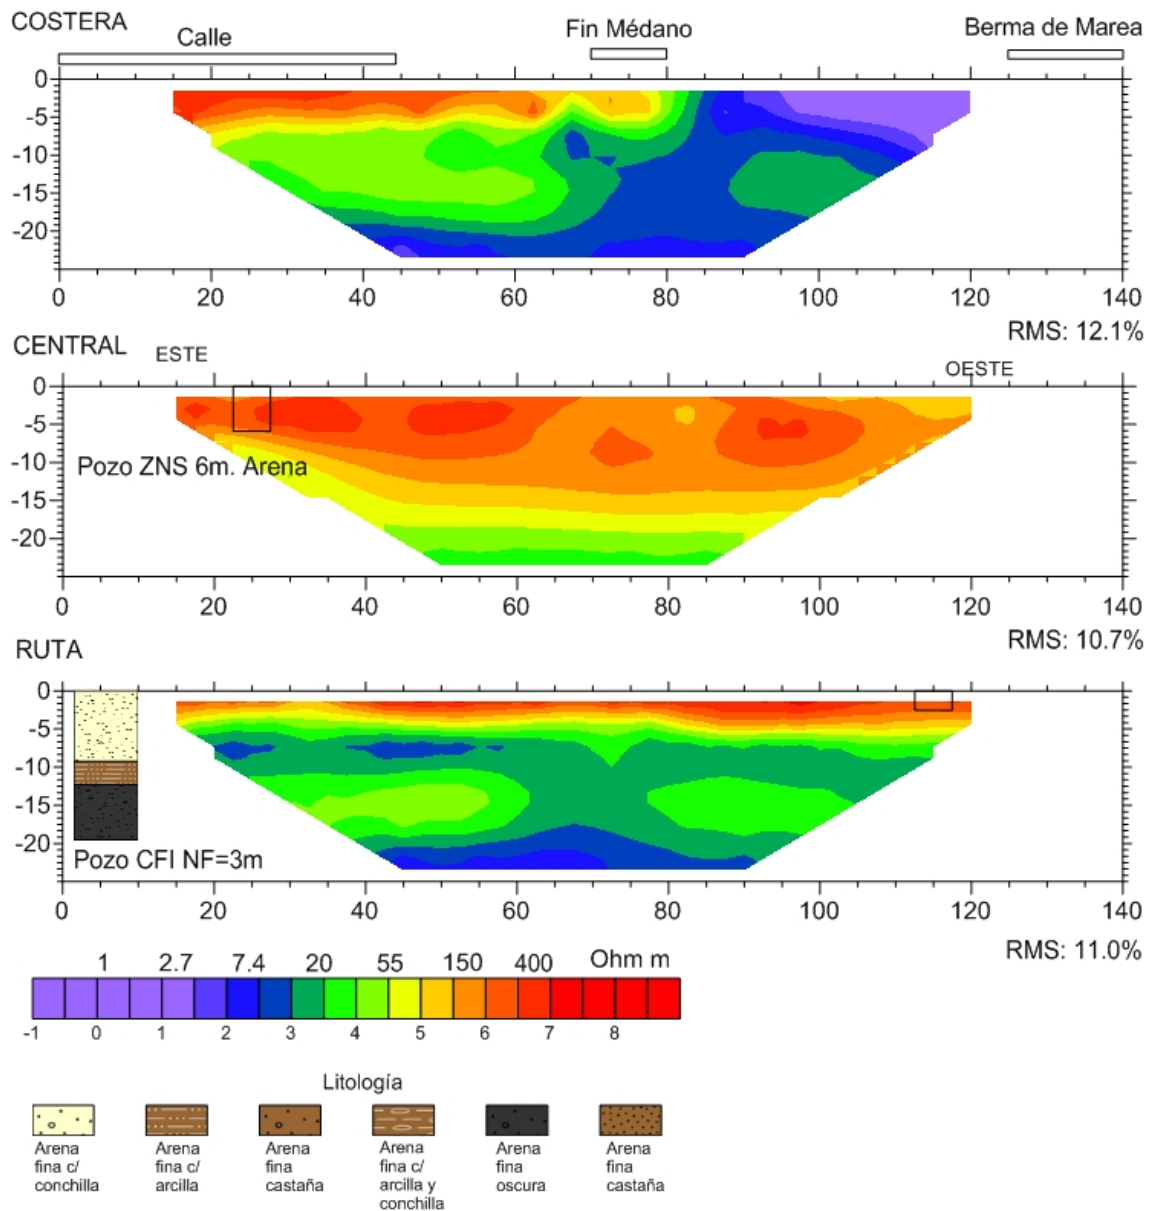 COSTERA
Calle
Fin Médano
Berma de Marea
0
-5
-10
-15
-20
0 20 40 60 80 100 120 140
RMS: 12.1%
CENTRAL
ESTE
OESTE
0
-5
-10
Pozo ZNS 6m. Arena
-15
-20
0 20 40 60 80 100 120 140
RMS: 10.7%
RUTA
0
-5
-10
-15
-20
Pozo CFI NF=3m
0 20 40 60 80 100 120 140
RMS: 11.0%
1 2.7 7.4 20 55 150 400 Ohm m
-1 0 1 2 3 4 5 6 7 8
Litología
Arena fina c/ conchilla
Arena fina c/ arcilla
Arena fina castaña
Arena fina c/ arcilla y conchilla
Arena fina oscura
Arena fina castaña